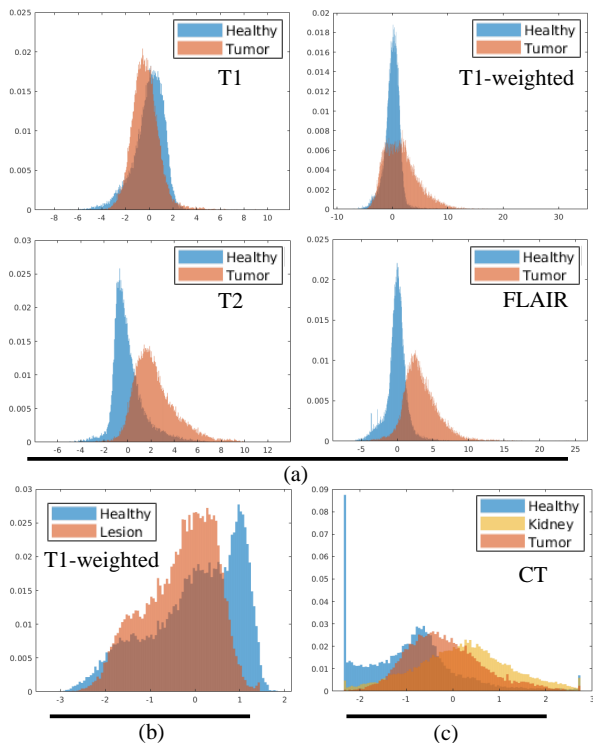 0.025
0.02
0.015
0.01
0.005
0
-8 -6 -4 -2 0 2 4 6 8 10
Healthy
Tumor
T1
0.02
0.018
0.016
0.014
0.012
0.01
0.008
0.006
0.004
0.002
0
-10 0 10 20 30
Healthy
Tumor
T1-weighted
0.03
0.025
0.02
0.015
0.01
0.005
0
-6 -4 -2 0 2 4 6 8 10 12
Healthy
Tumor
T2
0.025
0.02
0.015
0.01
0.005
0
-5 0 5 10 15 20 25
Healthy
Tumor
FLAIR
(a)
0.03
0.025
0.02
0.015
0.01
0.005
0
-3 -2 -1 0 1 2
Healthy
Lesion
T1-weighted
(b)
0.09
0.08
0.07
0.06
0.05
0.04
0.03
0.02
0.01
0
-2 -1 0 1 2 3
Healthy
Kidney
Tumor
CT
(c)